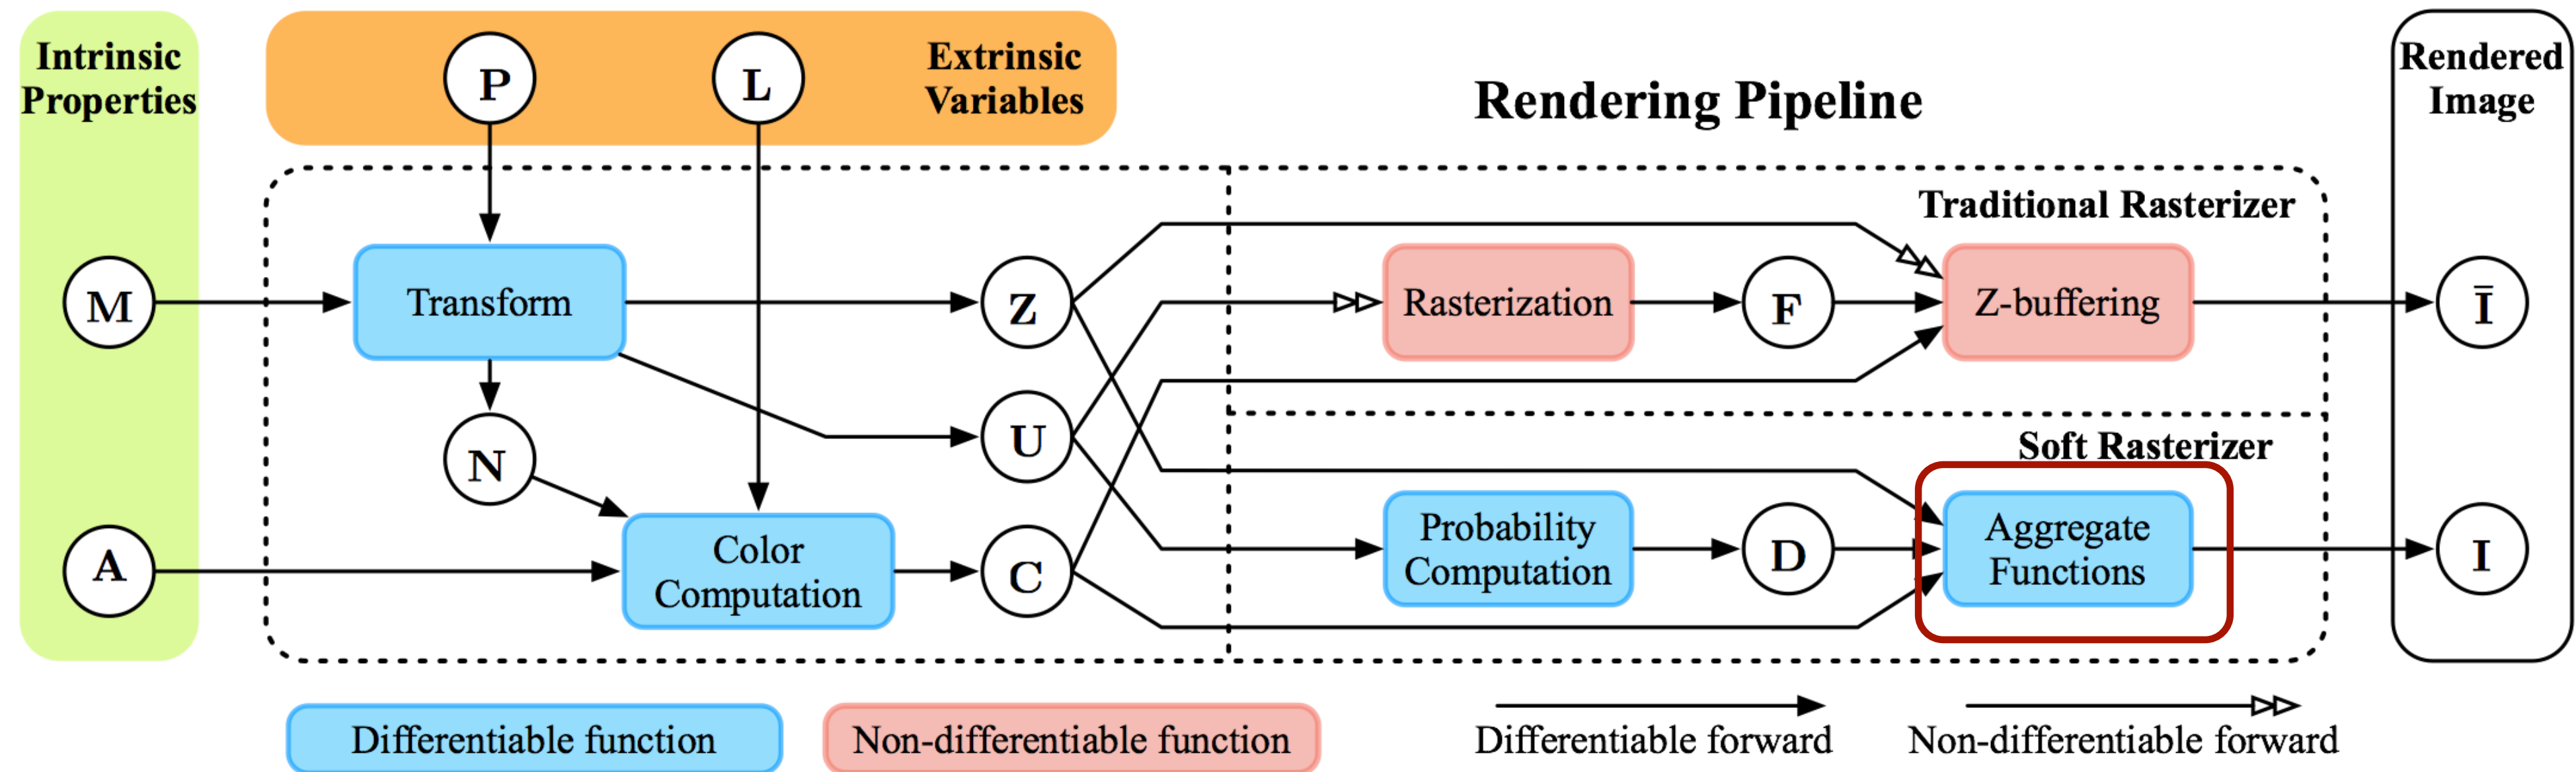 Intrinsic
Properties
P
L
Extrinsic
Variables
Rendering Pipeline
Rendered
Image
Traditional Rasterizer
M
Transform
Z
Rasterization
F
Z-buffering
Ī
N
U
Soft Rasterizer
A
Color
Computation
C
Probability
Computation
D
Aggregate
Functions
I
Differentiable function
Non-differentiable function
Differentiable forward
Non-differentiable forward